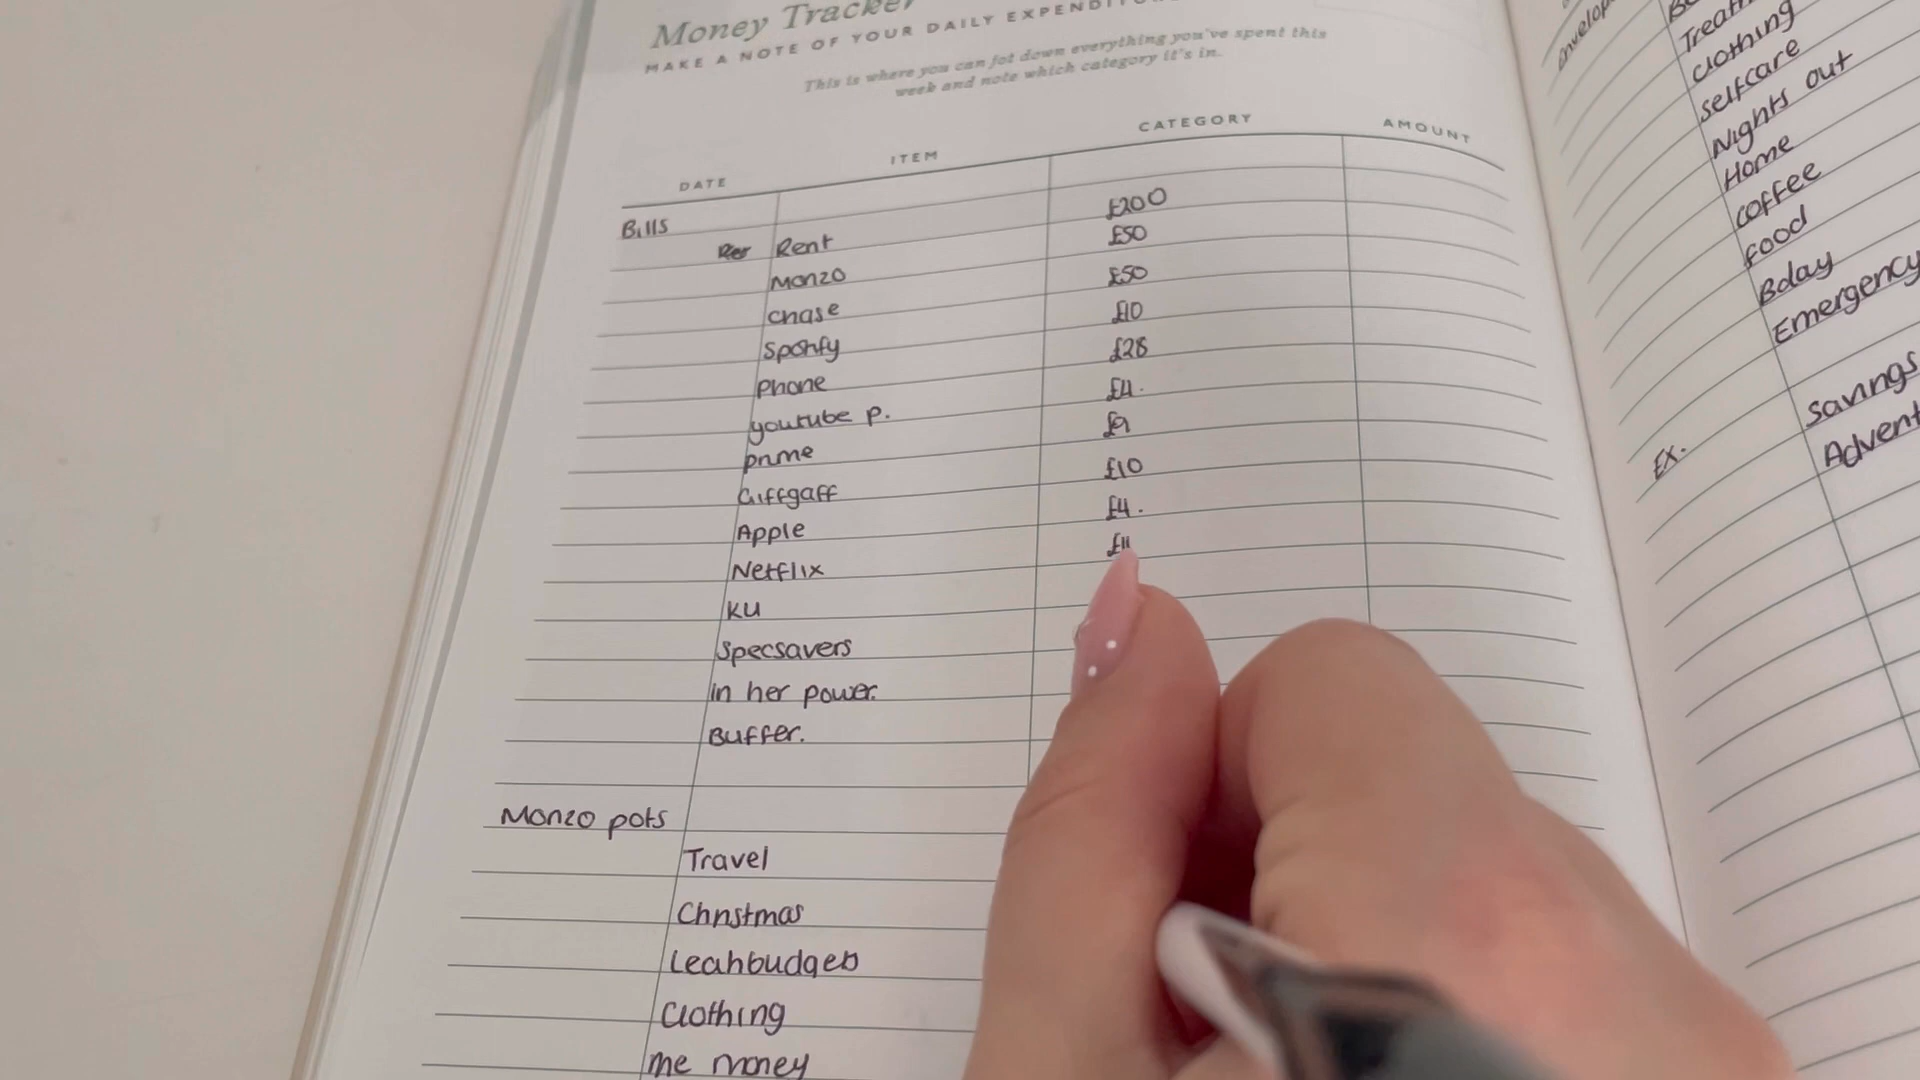 Money Tracker
MAKE A NOTE OF YOUR DAILY EXPENDITURE
This is where you can jot down everything you've spent this
week and note which category it's in.
DATE ITEM CATEGORY AMOUNT
Bills
Rent £200
Monzo £50
chase £50
Spotify £10
Phone £28
youtube p. £4.
prime £9
Giffgaff £10
Apple £4.
Netflix £11
KU
Specsavers
in her power.
Buffer.
Monzo pots
Travel
Christmas
Leahbudgets
Clothing
me money
Treat
Clothing
selfcare
Nights out
Home
coffee
food
Bday
Emergency
Savings
EX.
Advent